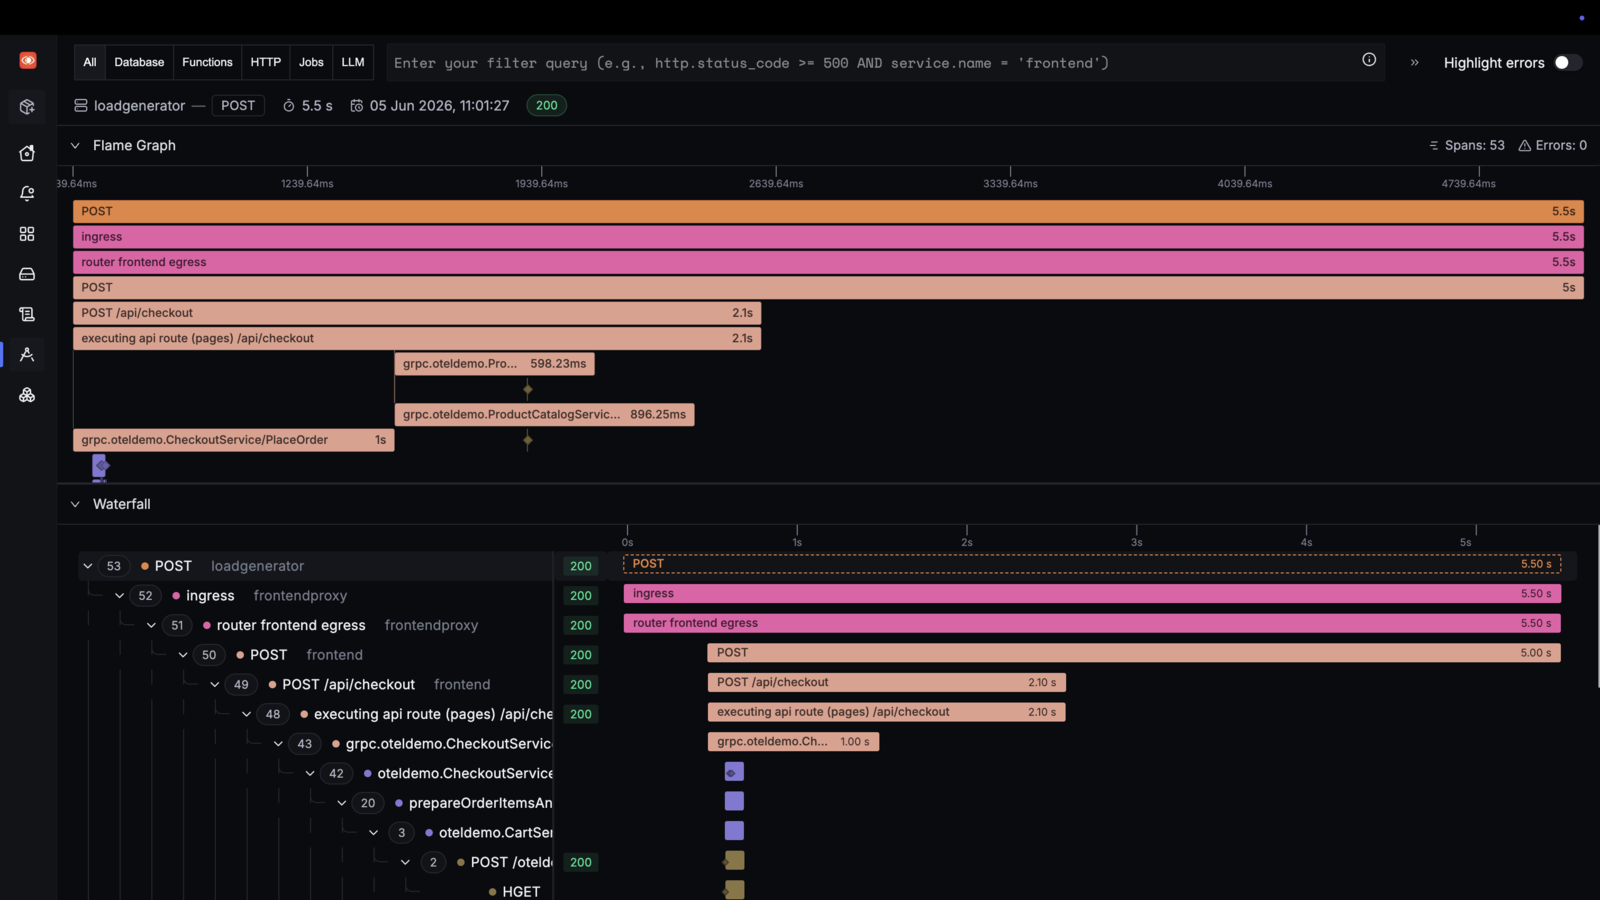 All Database Functions HTTP Jobs LLM Enter your filter query (e.g., http.status_code >= 500 AND service.name = 'frontend') » Highlight errors
loadgenerator — POST 5.5 s 05 Jun 2026, 11:01:27 200
Flame Graph Spans: 53 Errors: 0
39.64ms 1239.64ms 1939.64ms 2639.64ms 3339.64ms 4039.64ms 4739.64ms
POST 5.5s
ingress 5.5s
router frontend egress 5.5s
POST 5s
POST /api/checkout 2.1s
executing api route (pages) /api/checkout 2.1s
grpc.oteldemo.Pro... 598.23ms
grpc.oteldemo.ProductCatalogServic... 896.25ms
grpc.oteldemo.CheckoutService/PlaceOrder 1s
Waterfall
0s 1s 2s 3s 4s 5s
53 POST loadgenerator 200 POST 5.50 s
52 ingress frontendproxy 200 ingress 5.50 s
51 router frontend egress frontendproxy 200 router frontend egress 5.50 s
50 POST frontend 200 POST 5.00 s
49 POST /api/checkout frontend 200 POST /api/checkout 2.10 s
48 executing api route (pages) /api/che 200 executing api route (pages) /api/checkout 2.10 s
43 grpc.oteldemo.CheckoutServic grpc.oteldemo.Ch... 1.00 s
42 oteldemo.CheckoutService
20 prepareOrderItemsAn
3 oteldemo.CartSer
2 POST /otelde 200
HGET